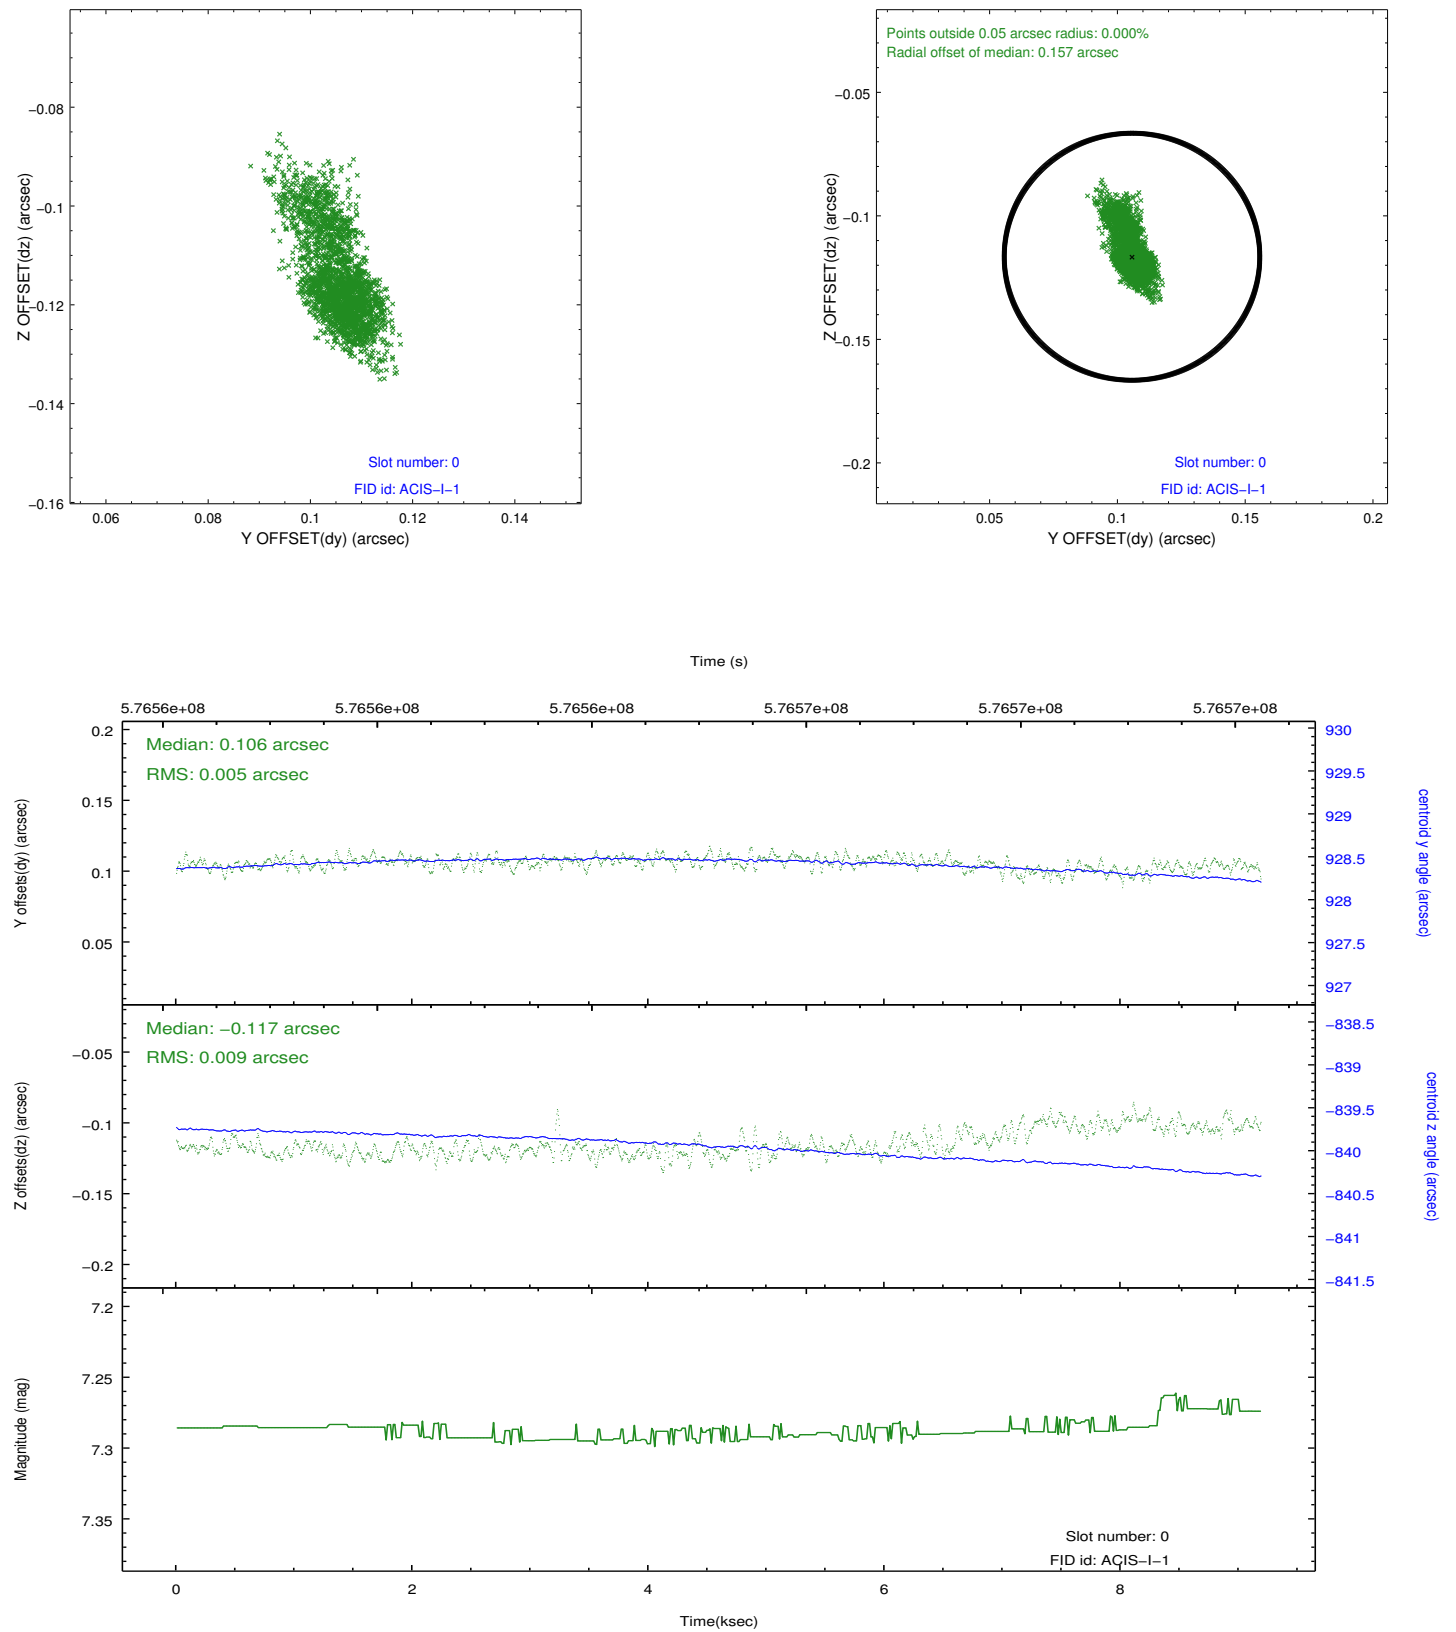 −0.08
−0.1
−0.12
−0.14
−0.16
Z OFFSET(dz) (arcsec)
Slot number: 0
FID id: ACIS−I−1
0.06 0.08 0.1 0.12 0.14
Y OFFSET(dy) (arcsec)
Points outside 0.05 arcsec radius: 0.000%
Radial offset of median: 0.157 arcsec
−0.05
−0.1
−0.15
−0.2
Z OFFSET(dz) (arcsec)
Slot number: 0
FID id: ACIS−I−1
0.05 0.1 0.15 0.2
Y OFFSET(dy) (arcsec)
Time (s)
5.7656e+08 5.7656e+08 5.7656e+08 5.7657e+08 5.7657e+08 5.7657e+08
Median: 0.106 arcsec
RMS: 0.005 arcsec
0.2
0.15
0.1
0.05
Y offsets(dy) (arcsec)
930
929.5
929
928.5
928
927.5
927
centroid y angle (arcsec)
Median: −0.117 arcsec
RMS: 0.009 arcsec
−0.05
−0.1
−0.15
−0.2
Z offsets(dz) (arcsec)
−838.5
−839
−839.5
−840
−840.5
−841
−841.5
centroid z angle (arcsec)
7.2
7.25
7.3
7.35
Magnitude (mag)
Slot number: 0
FID id: ACIS−I−1
0 2 4 6 8
Time(ksec)